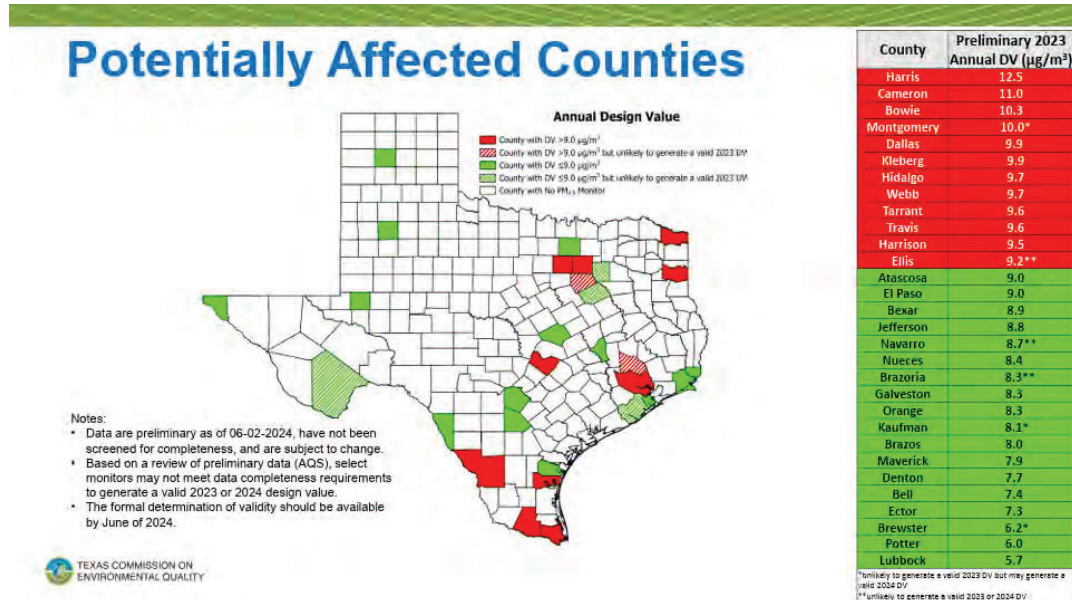 Potentially Affected Counties
Annual Design Value
County with DV >9.0 µg/m³
County with DV >9.0 µg/m³ but unlikely to generate a valid 2023 DV
County with DV ≤9.0 µg/m³
County with DV ≤9.0 µg/m³ but unlikely to generate a valid 2023 DV
County with No PM₂.₅ Monitor
Notes:
• Data are preliminary as of 06-02-2024, have not been
screened for completeness, and are subject to change.
• Based on a review of preliminary data (AQS), select
monitors may not meet data completeness requirements
to generate a valid 2023 or 2024 design value.
• The formal determination of validity should be available
by June of 2024.
TEXAS COMMISSION ON
ENVIRONMENTAL QUALITY
County Preliminary 2023
Annual DV (µg/m³)
Harris 12.5
Cameron 11.0
Bowie 10.3
Montgomery 10.0*
Dallas 9.9
Kleberg 9.9
Hidalgo 9.7
Webb 9.7
Tarrant 9.6
Travis 9.6
Harrison 9.5
Ellis 9.2**
Atascosa 9.0
El Paso 9.0
Bexar 8.9
Jefferson 8.8
Navarro 8.7**
Nueces 8.4
Brazoria 8.3**
Galveston 8.3
Orange 8.3
Kaufman 8.1*
Brazos 8.0
Maverick 7.9
Denton 7.7
Bell 7.4
Ector 7.3
Brewster 6.2*
Potter 6.0
Lubbock 5.7
*unlikely to generate a valid 2023 DV but may generate a
valid 2024 DV
**unlikely to generate a valid 2023 or 2024 DV